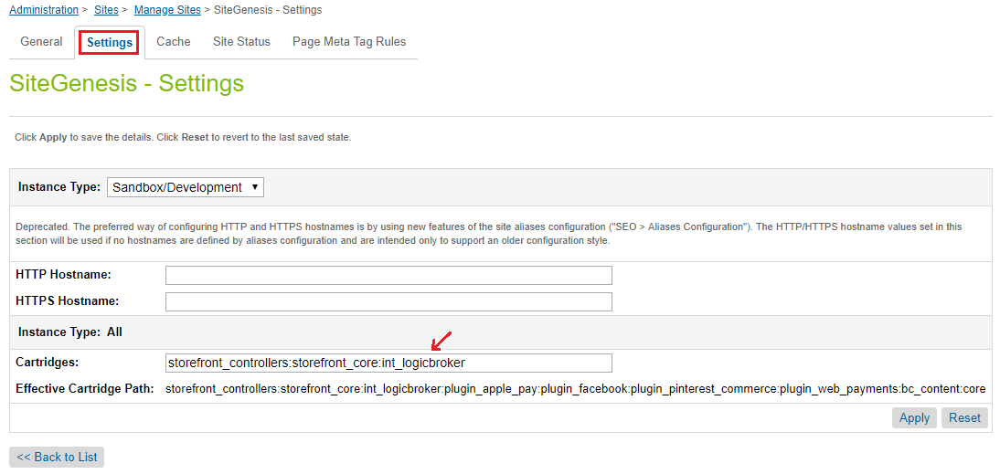 Administration > Sites > Manage Sites > SiteGenesis - Settings
General Settings Cache Site Status Page Meta Tag Rules
SiteGenesis - Settings
Click Apply to save the details. Click Reset to revert to the last saved state.
Instance Type: Sandbox/Development
Deprecated. The preferred way of configuring HTTP and HTTPS hostnames is by using new features of the site aliases configuration ("SEO > Aliases Configuration"). The HTTP/HTTPS hostname values set in this
section will be used if no hostnames are defined by aliases configuration and are intended only to support an older configuration style.
HTTP Hostname:
HTTPS Hostname:
Instance Type: All
Cartridges: storefront_controllers:storefront_core:int_logicbroker
Effective Cartridge Path: storefront_controllers:storefront_core:int_logicbroker:plugin_apple_pay:plugin_facebook:plugin_pinterest_commerce:plugin_web_payments:bc_content:core
Apply Reset
<< Back to List